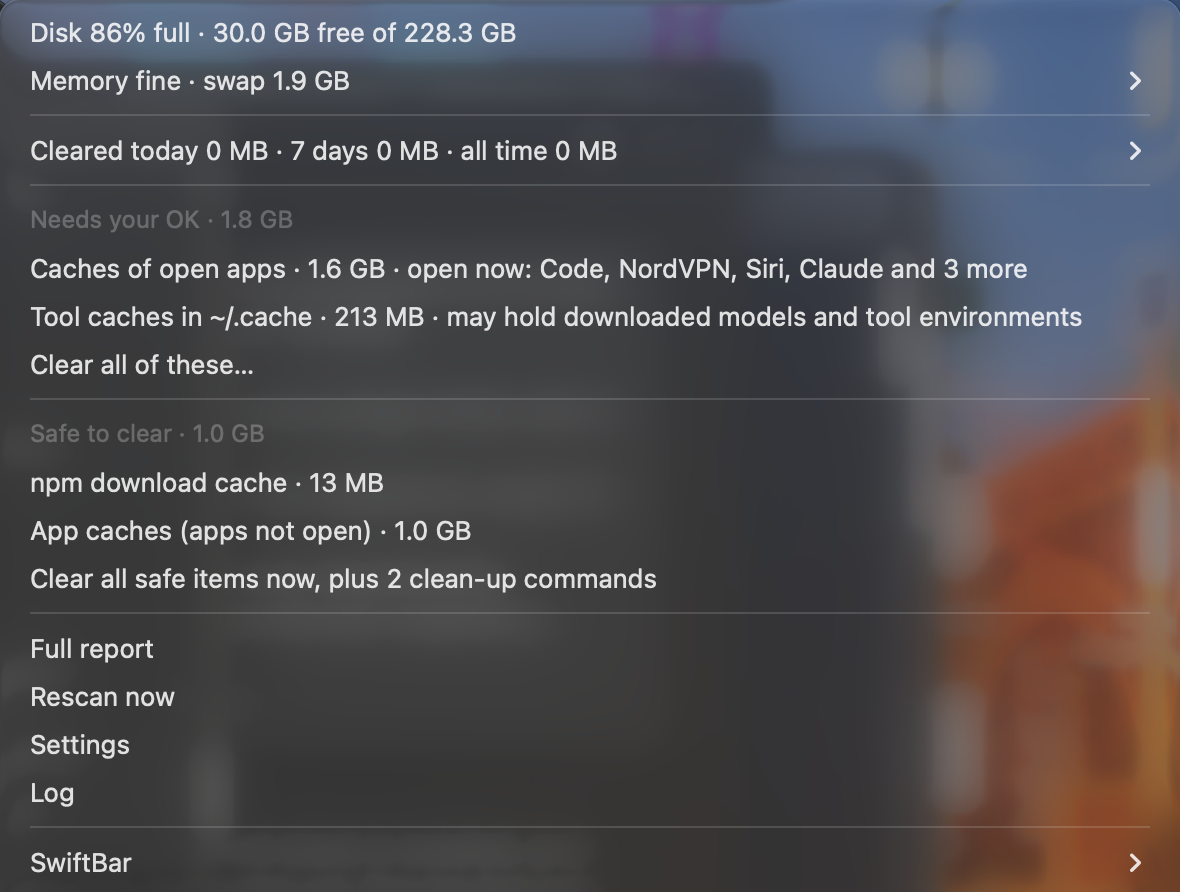 Disk 86% full · 30.0 GB free of 228.3 GB
Memory fine · swap 1.9 GB
Cleared today 0 MB · 7 days 0 MB · all time 0 MB
Needs your OK · 1.8 GB
Caches of open apps · 1.6 GB · open now: Code, NordVPN, Siri, Claude and 3 more
Tool caches in ~/.cache · 213 MB · may hold downloaded models and tool environments
Clear all of these...
Safe to clear · 1.0 GB
npm download cache · 13 MB
App caches (apps not open) · 1.0 GB
Clear all safe items now, plus 2 clean-up commands
Full report
Rescan now
Settings
Log
SwiftBar